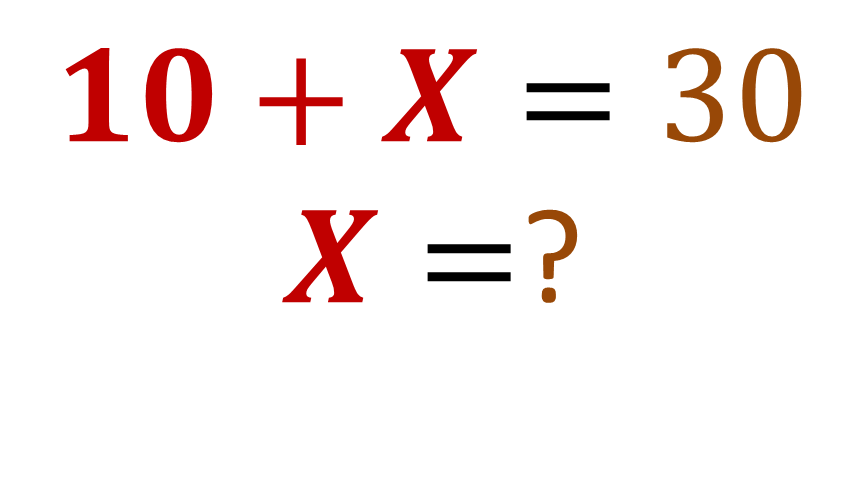 10 + X = 30
X =?